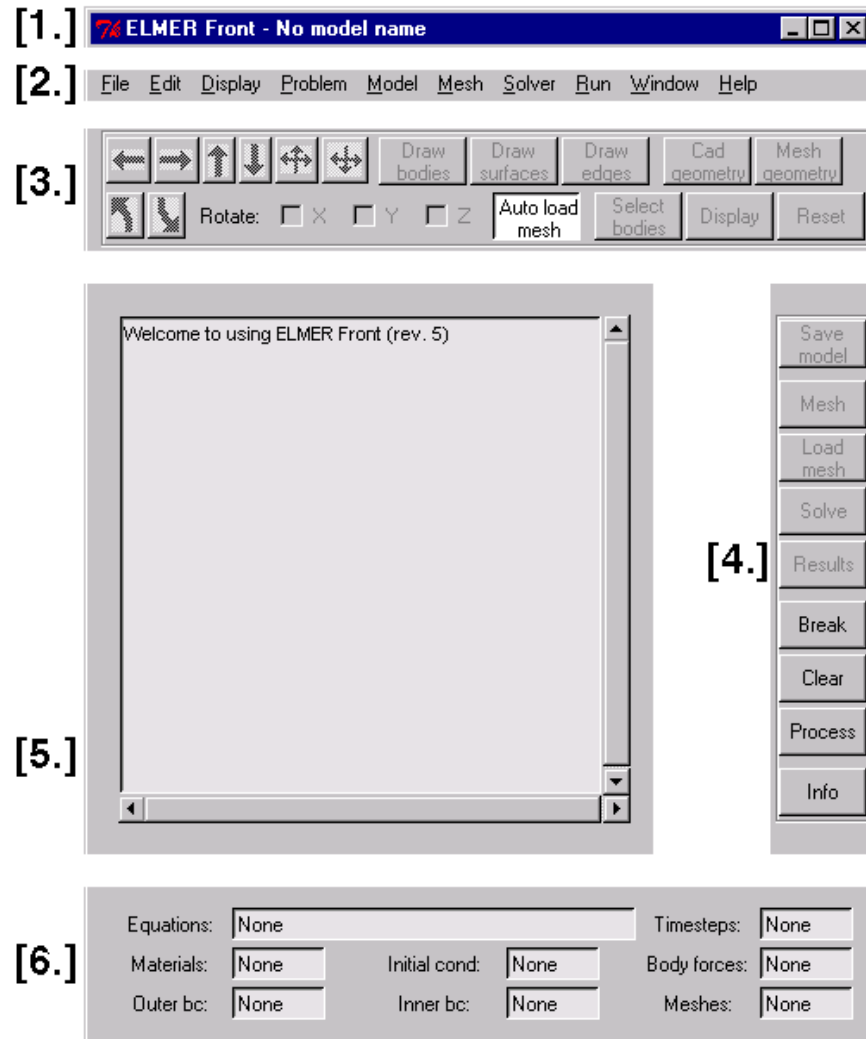 [1.] ELMER Front - No model name
[2.] File Edit Display Problem Model Mesh Solver Run Window Help
[3.]
Draw bodies
Draw surfaces
Draw edges
Cad geometry
Mesh geometry
Rotate: X Y Z
Auto load mesh
Select bodies
Display
Reset
Welcome to using ELMER Front (rev. 5)
[4.]
Save model
Mesh
Load mesh
Solve
Results
Break
Clear
Process
Info
[5.]
[6.]
Equations: None Timesteps: None
Materials: None Initial cond: None Body forces: None
Outer bc: None Inner bc: None Meshes: None